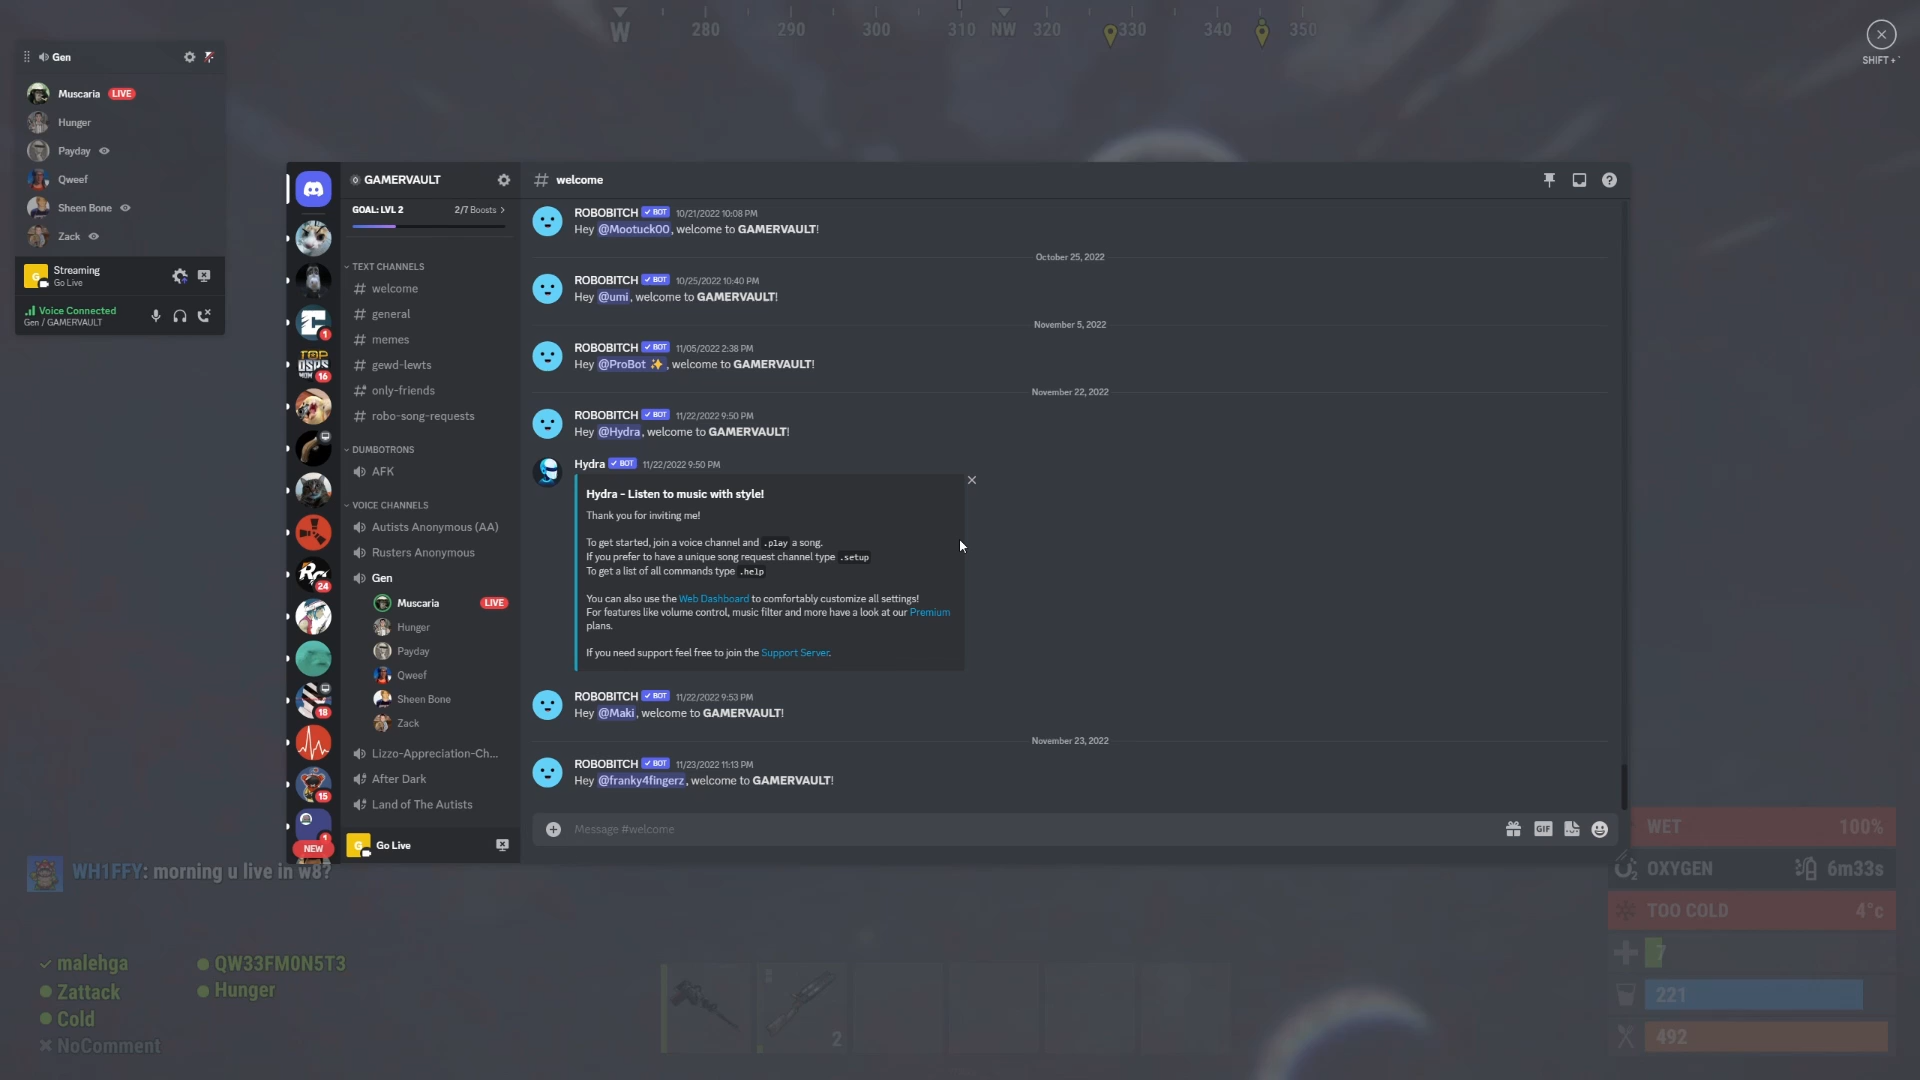 W 280 290 300 310 NW 320 330 340 350
SHIFT + `
Gen
Muscaria LIVE
Hunger
Payday
Qweef
Sheen Bone
Zack
Streaming
Go Live
Voice Connected
Gen / GAMERVAULT
1
TOP
16
24
18
15
1
NEW
GAMERVAULT
GOAL: LVL 2 2/7 Boosts
TEXT CHANNELS
welcome
general
memes
gewd-lewts
only-friends
robo-song-requests
DUMBOTRONS
AFK
VOICE CHANNELS
Autists Anonymous (AA)
Rusters Anonymous
Gen
Muscaria LIVE
Hunger
Payday
Qweef
Sheen Bone
Zack
Lizzo-Appreciation-Ch...
After Dark
Land of The Autists
Go Live
# welcome
ROBOBITCH ✓ BOT 10/21/2022 10:08 PM
Hey @Mootuck00, welcome to GAMERVAULT!
October 25, 2022
ROBOBITCH ✓ BOT 10/25/2022 10:40 PM
Hey @umi, welcome to GAMERVAULT!
November 5, 2022
ROBOBITCH ✓ BOT 11/05/2022 2:38 PM
Hey @ProBot ✨, welcome to GAMERVAULT!
November 22, 2022
ROBOBITCH ✓ BOT 11/22/2022 9:50 PM
Hey @Hydra, welcome to GAMERVAULT!
Hydra ✓ BOT 11/22/2022 9:50 PM
Hydra - Listen to music with style!
Thank you for inviting me!
To get started, join a voice channel and .play a song.
If you prefer to have a unique song request channel type .setup
To get a list of all commands type .help
You can also use the Web Dashboard to comfortably customize all settings!
For features like volume control, music filter and more have a look at our Premium
plans.
If you need support feel free to join the Support Server.
ROBOBITCH ✓ BOT 11/22/2022 9:53 PM
Hey @Maki, welcome to GAMERVAULT!
November 23, 2022
ROBOBITCH ✓ BOT 11/23/2022 11:13 PM
Hey @franky4fingerz, welcome to GAMERVAULT!
Message #welcome
GIF
WH1FFY: morning u live in w8?
malehga
Zattack
Cold
NoComment
QW33FM0N5T3
Hunger
2
WET 100%
O2 OXYGEN 6m33s
TOO COLD 4°c
7
221
492